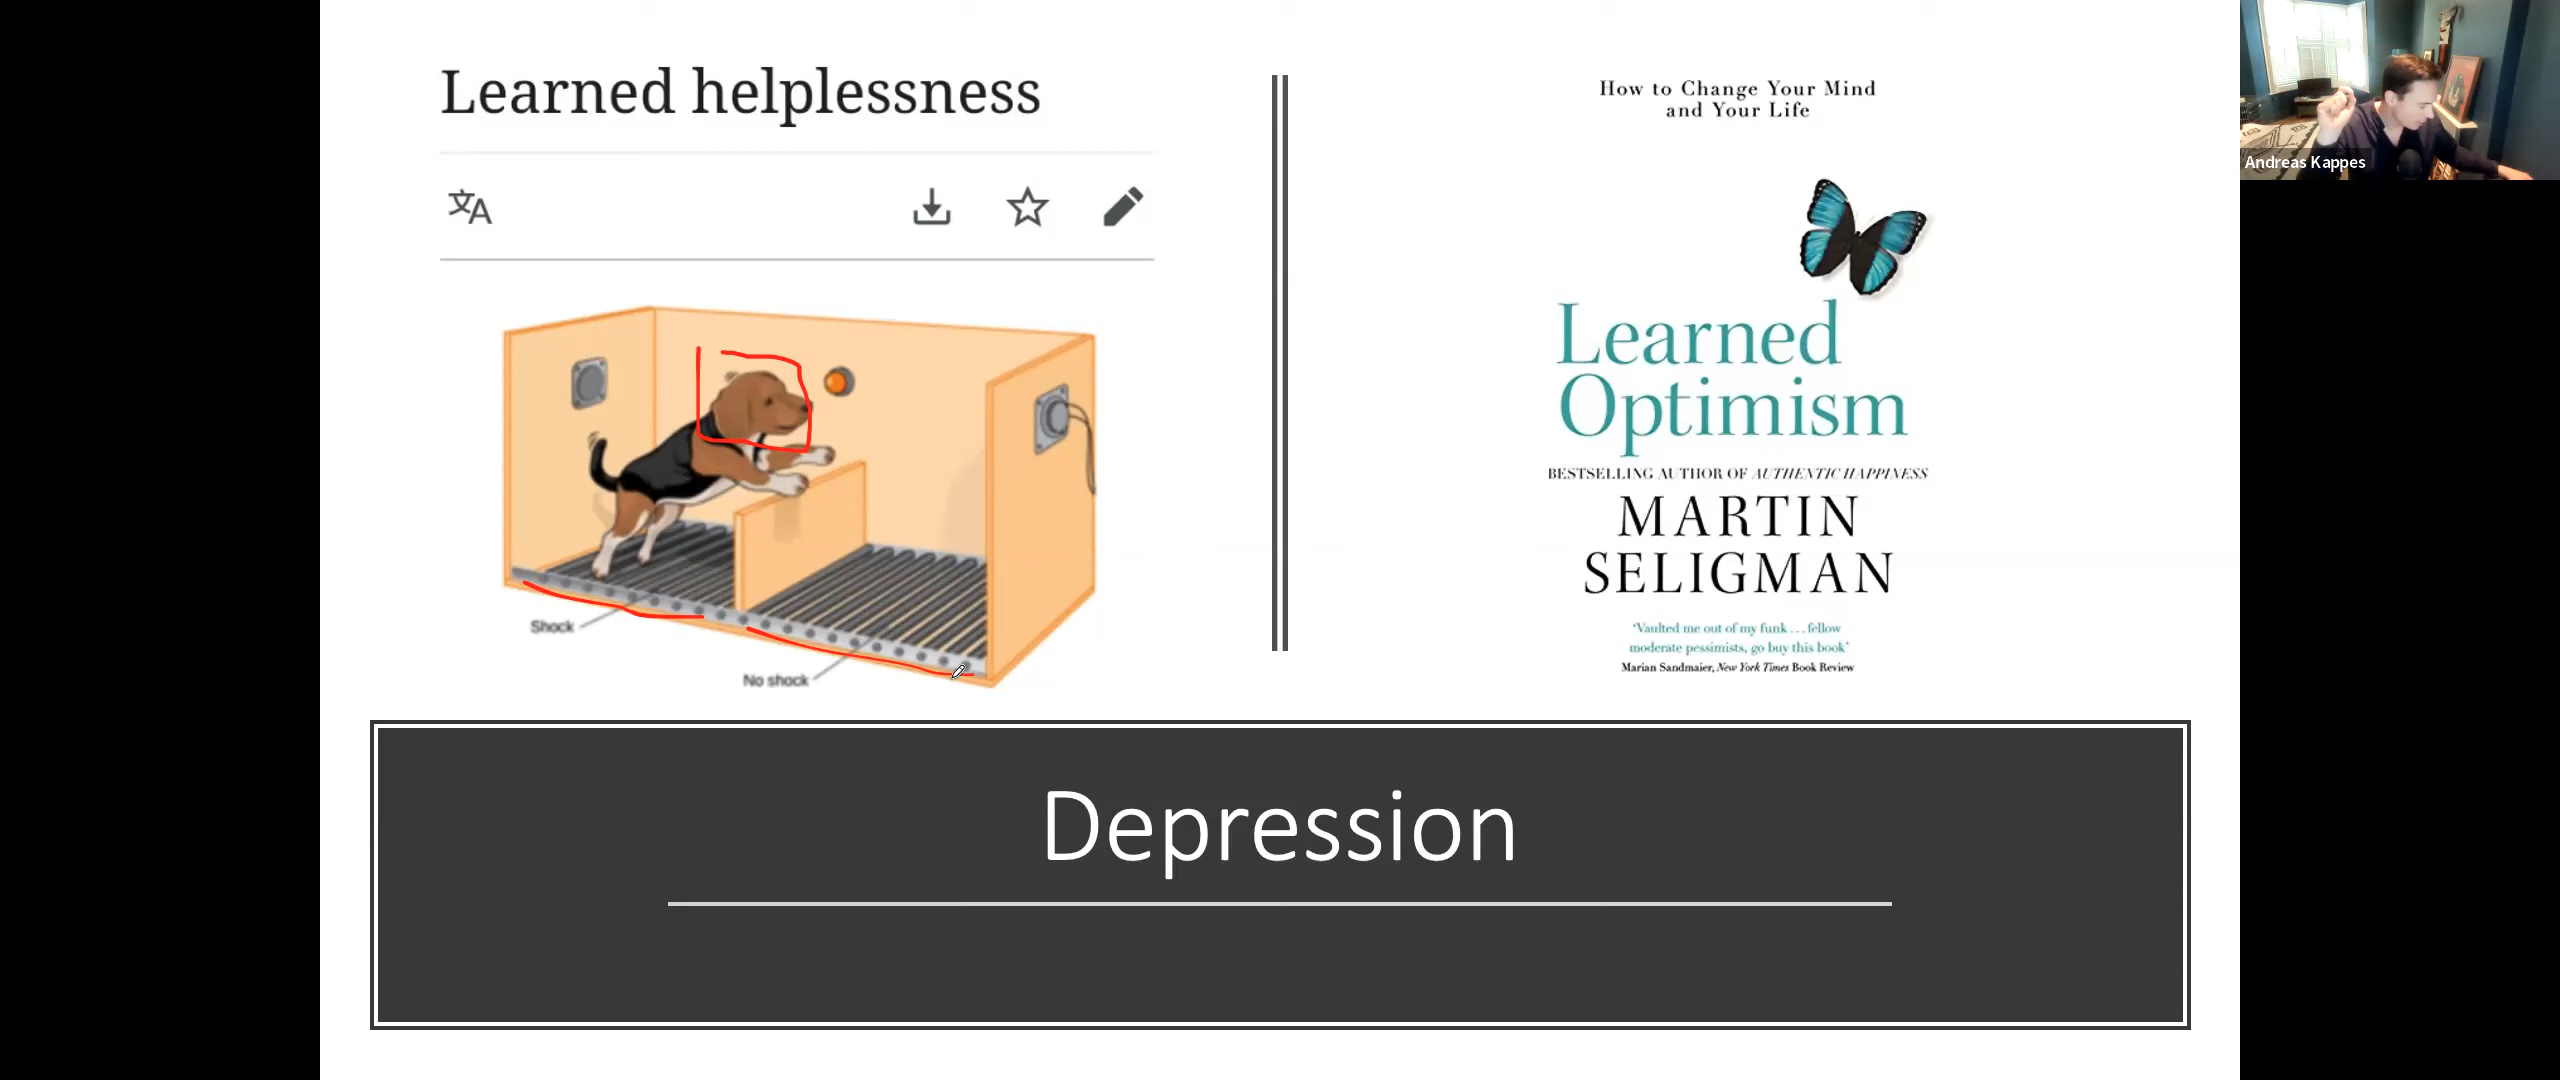 Learned helplessness
文A
Shock
No shock
How to Change Your Mind
and Your Life
Learned
Optimism
BESTSELLING AUTHOR OF AUTHENTIC HAPPINESS
MARTIN
SELIGMAN
'Vaulted me out of my funk ... fellow
moderate pessimists, go buy this book'
Marian Sandmaier, New York Times Book Review
Depression
Andreas Kappes